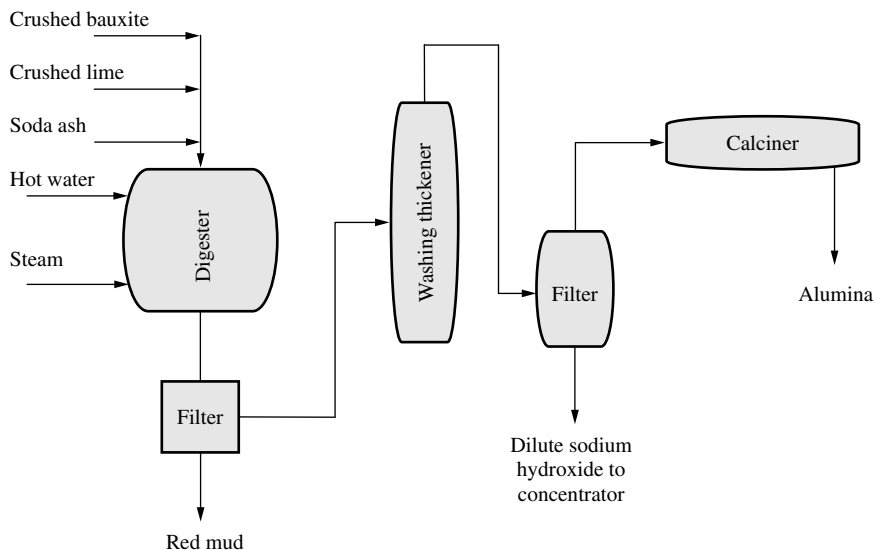 Crushed bauxite
Crushed lime
Soda ash
Hot water
Steam
Digester
Filter
Red mud
Washing thickener
Filter
Dilute sodium
hydroxide to
concentrator
Calciner
Alumina